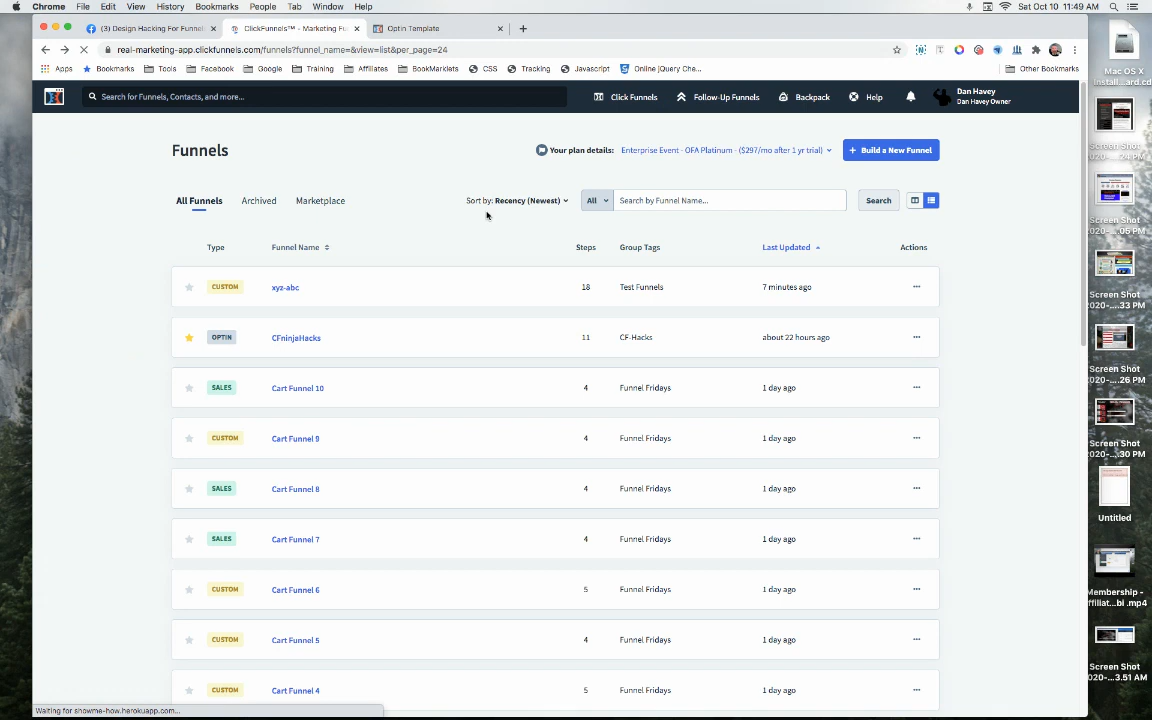 Chrome File Edit View History Bookmarks People Tab Window Help Sat Oct 10 11:49 AM
(3) Design Hacking For Funnel ClickFunnels™ - Marketing Fu Optin Template
real-marketing-app.clickfunnels.com/funnels?funnel_name=&view=list&per_page=24
Apps Bookmarks Tools Facebook Google Training Affiliates BookMarklets CSS Tracking Javascript Online jQuery Che... Other Bookmarks
Search for Funnels, Contacts, and more... Click Funnels Follow-Up Funnels Backpack Help Dan Havey
Dan Havey Owner
Funnels Your plan details: Enterprise Event - OFA Platinum - ($297/mo after 1 yr trial) + Build a New Funnel
All Funnels Archived Marketplace Sort by: Recency (Newest) All Search by Funnel Name... Search
Type Funnel Name Steps Group Tags Last Updated Actions
CUSTOM xyz-abc 18 Test Funnels 7 minutes ago
OPTIN CFninjaHacks 11 CF-Hacks about 22 hours ago
SALES Cart Funnel 10 4 Funnel Fridays 1 day ago
CUSTOM Cart Funnel 9 4 Funnel Fridays 1 day ago
SALES Cart Funnel 8 4 Funnel Fridays 1 day ago
SALES Cart Funnel 7 4 Funnel Fridays 1 day ago
CUSTOM Cart Funnel 6 5 Funnel Fridays 1 day ago
CUSTOM Cart Funnel 5 4 Funnel Fridays 1 day ago
CUSTOM Cart Funnel 4 5 Funnel Fridays 1 day ago
Waiting for showme-how.herokuapp.com...
Mac OS X
Install...ard.cd
Screen Shot
2020-...24 PM
Screen Shot
2020-....05 PM
Screen Shot
2020-....33 PM
Screen Shot
2020-...26 PM
Screen Shot
2020-...30 PM
Untitled
Membership -
ffiliat...bi .mp4
Screen Shot
2020-...3.51 AM